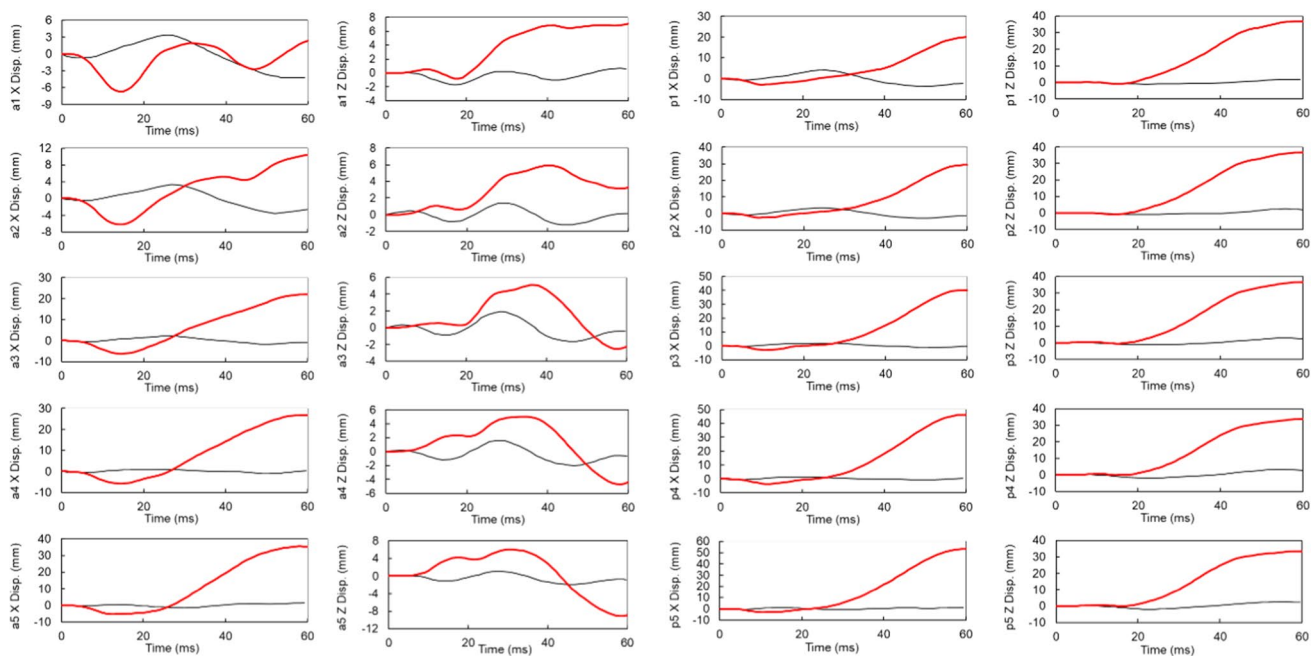 a1 X Disp. (mm)
6
3
0
-3
-6
-9
0 20 40 60
Time (ms)
a1 Z Disp. (mm)
8
6
4
2
0
-2
-4
0 20 40 60
Time (ms)
p1 X Disp. (mm)
30
20
10
0
-10
0 20 40 60
Time (ms)
p1 Z Disp. (mm)
40
30
20
10
0
-10
0 20 40 60
Time (ms)
a2 X Disp. (mm)
12
8
4
0
-4
-8
0 20 40 60
Time (ms)
a2 Z Disp. (mm)
8
6
4
2
0
-2
0 20 40 60
Time (ms)
p2 X Disp. (mm)
40
30
20
10
0
-10
0 20 40 60
Time (ms)
p2 Z Disp. (mm)
40
30
20
10
0
-10
0 20 40 60
Time (ms)
a3 X Disp. (mm)
30
20
10
0
-10
0 20 40 60
Time (ms)
a3 Z Disp. (mm)
6
4
2
0
-2
-4
0 20 40 60
Time (ms)
p3 X Disp. (mm)
50
40
30
20
10
0
-10
0 20 40 60
Time (ms)
p3 Z Disp. (mm)
40
30
20
10
0
-10
0 20 40 60
Time (ms)
a4 X Disp. (mm)
30
20
10
0
-10
0 20 40 60
Time (ms)
a4 Z Disp. (mm)
6
4
2
0
-2
-4
-6
0 20 40 60
Time (ms)
p4 X Disp. (mm)
50
40
30
20
10
0
-10
0 20 40 60
Time (ms)
p4 Z Disp. (mm)
40
30
20
10
0
-10
0 20 40 60
Time (ms)
a5 X Disp. (mm)
40
30
20
10
0
-10
0 20 40 60
Time (ms)
a5 Z Disp. (mm)
8
4
0
-4
-8
-12
0 20 40 60
Time (ms)
p5 X Disp. (mm)
60
50
40
30
20
10
0
-10
0 20 40 60
Time (ms)
p5 Z Disp. (mm)
40
30
20
10
0
-10
0 20 40 60
Time (ms)